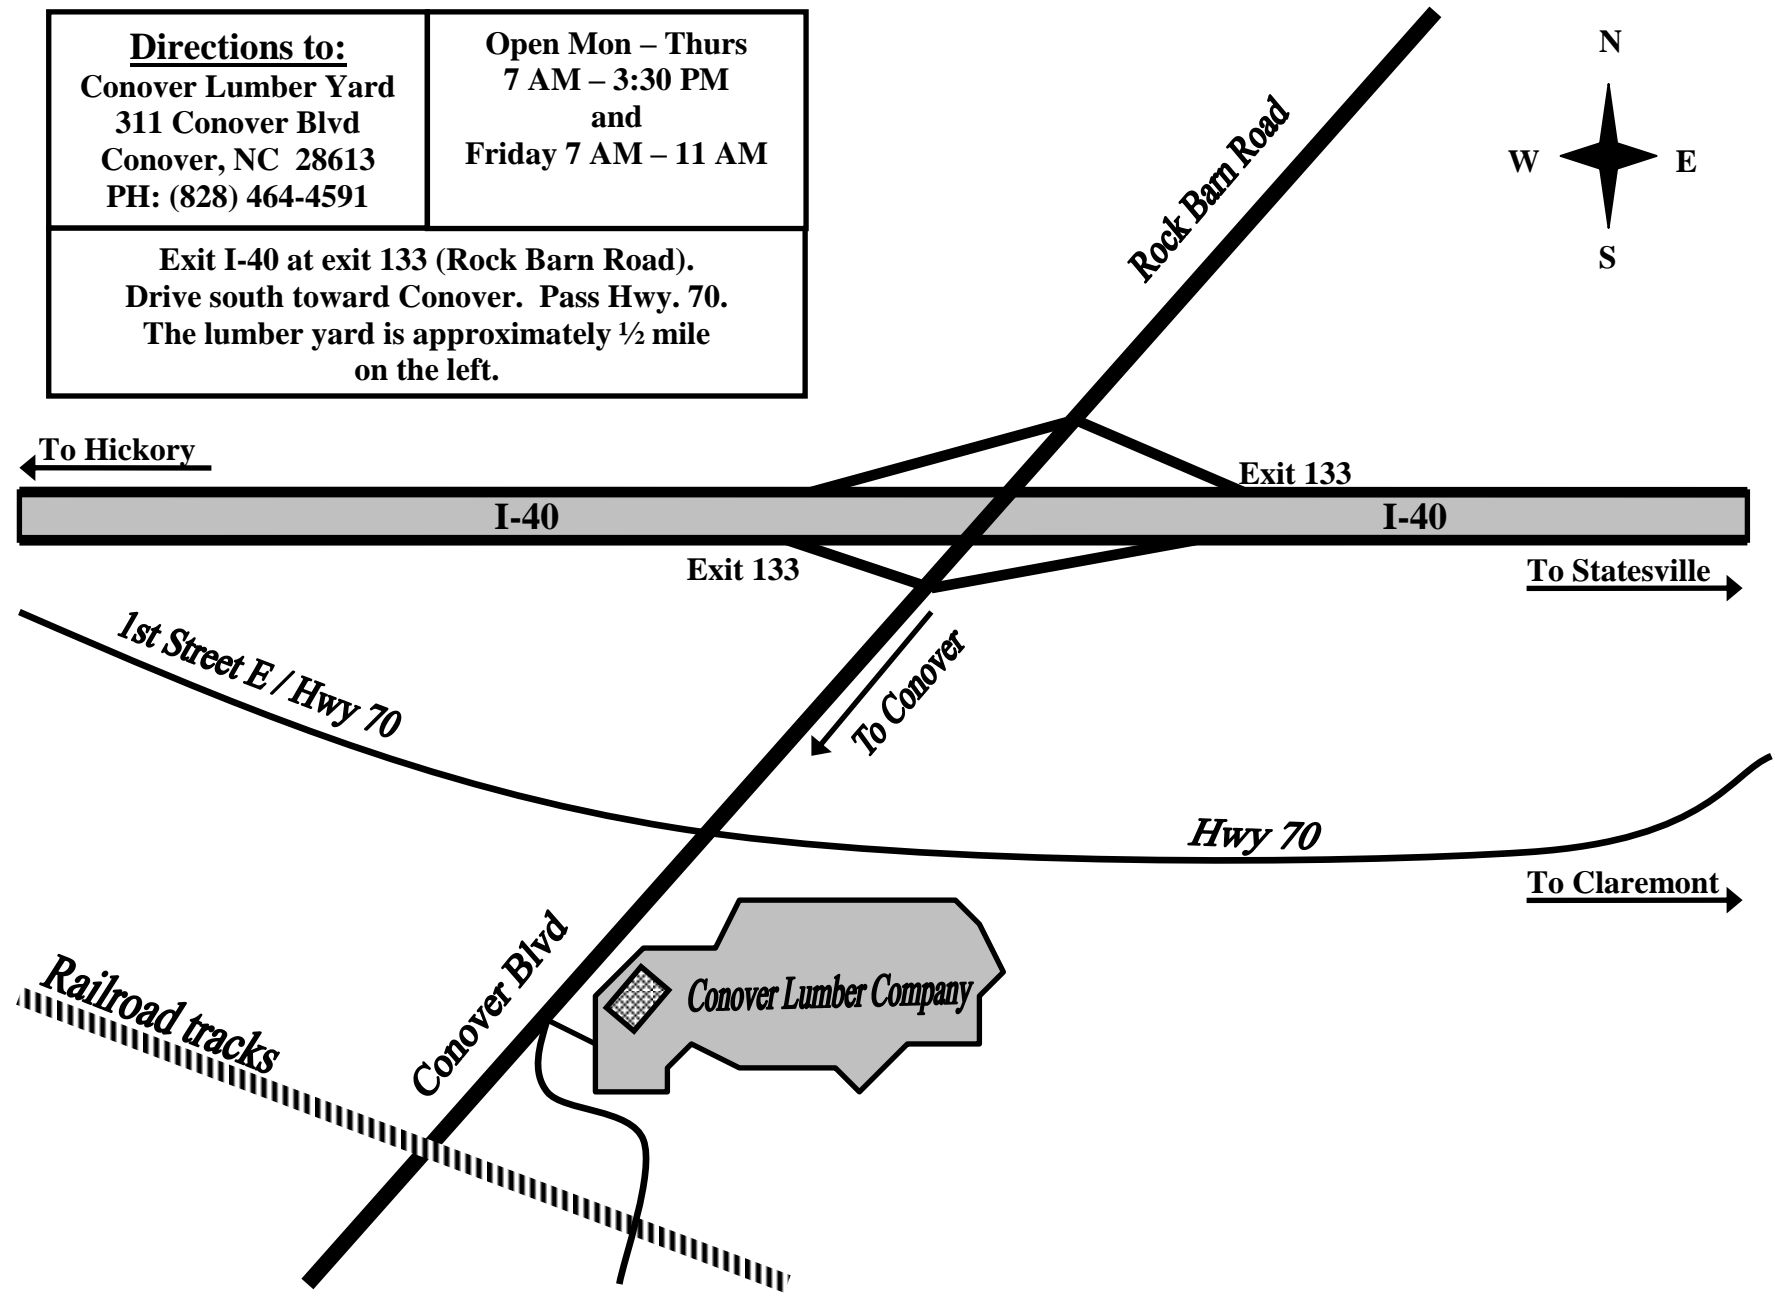 Directions to:
Conover Lumber Yard
311 Conover Blvd
Conover, NC  28613
PH: (828) 464-4591
Open Mon – Thurs
7 AM – 3:30 PM
and
Friday 7 AM – 11 AM
Exit I-40 at exit 133 (Rock Barn Road).
Drive south toward Conover.  Pass Hwy. 70.
The lumber yard is approximately ½ mile
on the left.
N
W
E
S
Rock Barn Road
To Hickory
Exit 133
I-40
I-40
Exit 133
To Statesville
1st Street E / Hwy 70
To Conover
Hwy 70
To Claremont
Conover Blvd
Railroad tracks
Conover Lumber Company